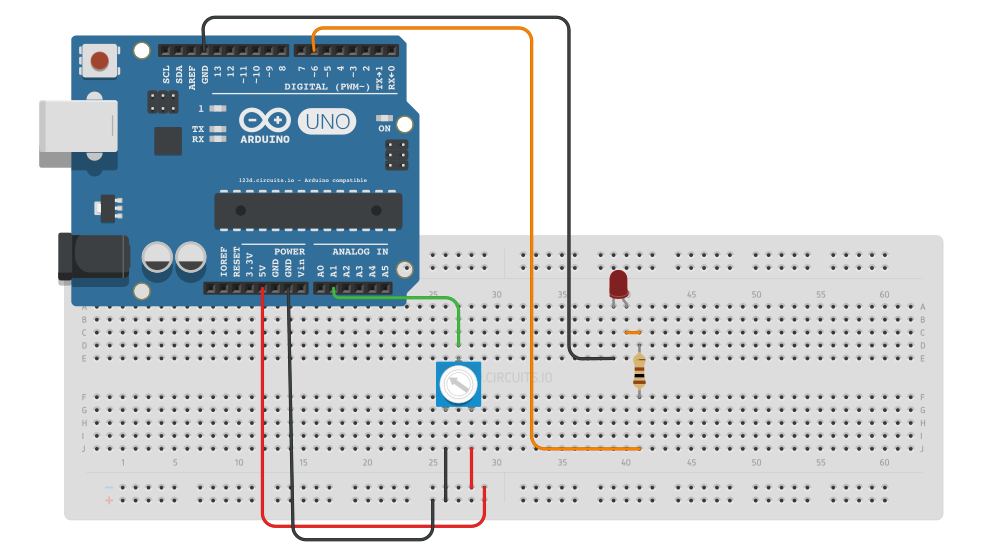 SCL SDA AREF GND 13 12 ~11 ~10 ~9 8 7 ~6 ~5 4 ~3 2 TX→1 RX←0
DIGITAL (PWM~)
1
TX
RX
UNO
ON
ARDUINO
123d.circuits.io - Arduino compatible
POWER
ANALOG IN
IOREF RESET 3.3V 5V GND GND Vin A0 A1 A2 A3 A4 A5
25 30 35 40 45 50 55 60
A A
B B
C C
D D
E E
.CIRCUITS.IO
F F
G G
H H
I I
J J
1 5 10 15 20 25 30 35 40 45 50 55 60
−
+